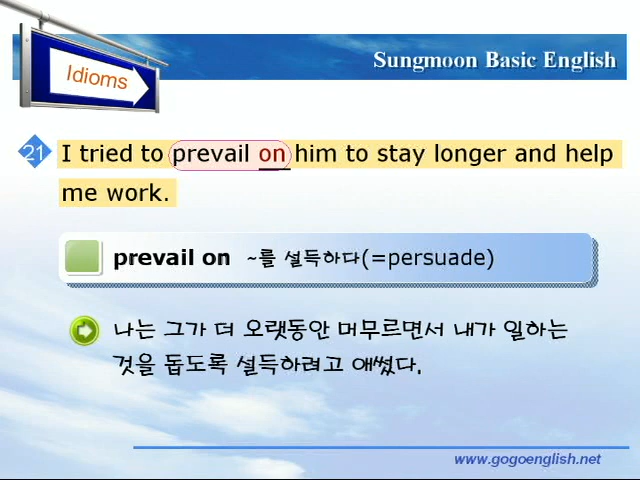 Idioms
Sungmoon Basic English
21 I tried to prevail on him to stay longer and help
me work.
prevail on ~를 설득하다(=persuade)
나는 그가 더 오랫동안 머무르면서 내가 일하는
것을 돕도록 설득하려고 애썼다.
www.gogoenglish.net